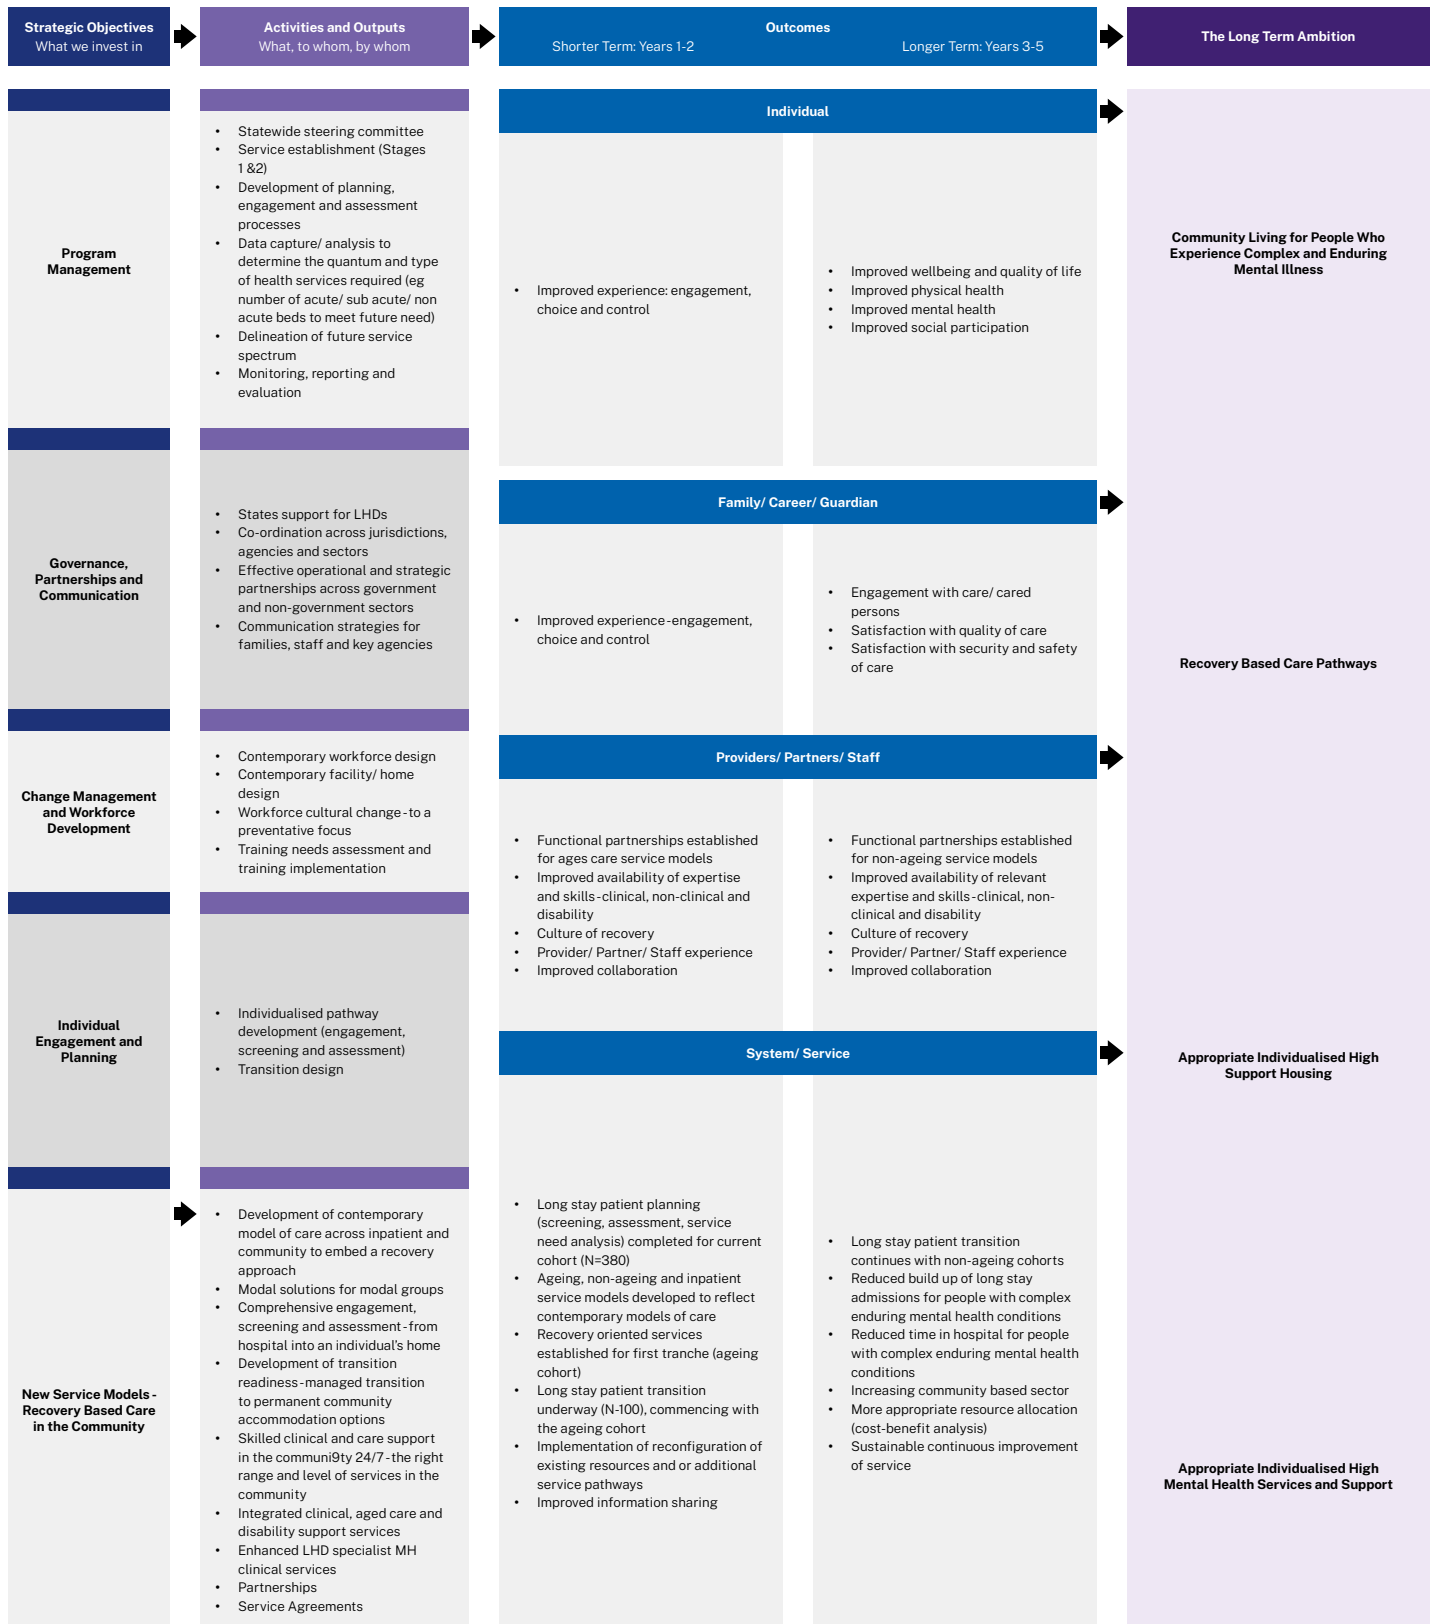 Strategic Objectives
What we invest in
Activities and Outputs
What, to whom, by whom
Outcomes
Shorter Term: Years 1-2
Longer Term: Years 3-5
The Long Term Ambition
Program
Management
• Statewide steering committee
• Service establishment (Stages
1 &2)
• Development of planning,
engagement and assessment
processes
• Data capture/ analysis to
determine the quantum and type
of health services required (eg
number of acute/ sub acute/ non
acute beds to meet future need)
• Delineation of future service
spectrum
• Monitoring, reporting and
evaluation
Governance,
Partnerships and
Communication
• States support for LHDs
• Co-ordination across jurisdictions,
agencies and sectors
• Effective operational and strategic
partnerships across government
and non-government sectors
• Communication strategies for
families, staff and key agencies
Change Management
and Workforce
Development
• Contemporary workforce design
• Contemporary facility/ home
design
• Workforce cultural change - to a
preventative focus
• Training needs assessment and
training implementation
Individual
Engagement and
Planning
• Individualised pathway
development (engagement,
screening and assessment)
• Transition design
New Service Models -
Recovery Based Care
in the Community
• Development of contemporary
model of care across inpatient and
community to embed a recovery
approach
• Modal solutions for modal groups
• Comprehensive engagement,
screening and assessment - from
hospital into an individual's home
• Development of transition
readiness - managed transition
to permanent community
accommodation options
• Skilled clinical and care support
in the communi9ty 24/7 - the right
range and level of services in the
community
• Integrated clinical, aged care and
disability support services
• Enhanced LHD specialist MH
clinical services
• Partnerships
• Service Agreements
Individual
• Improved experience: engagement,
choice and control
• Improved wellbeing and quality of life
• Improved physical health
• Improved mental health
• Improved social participation
Family/ Career/ Guardian
• Improved experience - engagement,
choice and control
• Engagement with care/ cared
persons
• Satisfaction with quality of care
• Satisfaction with security and safety
of care
Providers/ Partners/ Staff
• Functional partnerships established
for ages care service models
• Improved availability of expertise
and skills - clinical, non-clinical and
disability
• Culture of recovery
• Provider/ Partner/ Staff experience
• Improved collaboration
• Functional partnerships established
for non-ageing service models
• Improved availability of relevant
expertise and skills - clinical, non-
clinical and disability
• Culture of recovery
• Provider/ Partner/ Staff experience
• Improved collaboration
System/ Service
• Long stay patient planning
(screening, assessment, service
need analysis) completed for current
cohort (N=380)
• Ageing, non-ageing and inpatient
service models developed to reflect
contemporary models of care
• Recovery oriented services
established for first tranche (ageing
cohort)
• Long stay patient transition
underway (N-100), commencing with
the ageing cohort
• Implementation of reconfiguration of
existing resources and or additional
service pathways
• Improved information sharing
• Long stay patient transition
continues with non-ageing cohorts
• Reduced build up of long stay
admissions for people with complex
enduring mental health conditions
• Reduced time in hospital for people
with complex enduring mental health
conditions
• Increasing community based sector
• More appropriate resource allocation
(cost-benefit analysis)
• Sustainable continuous improvement
of service
Community Living for People Who
Experience Complex and Enduring
Mental Illness
Recovery Based Care Pathways
Appropriate Individualised High
Support Housing
Appropriate Individualised High
Mental Health Services and Support